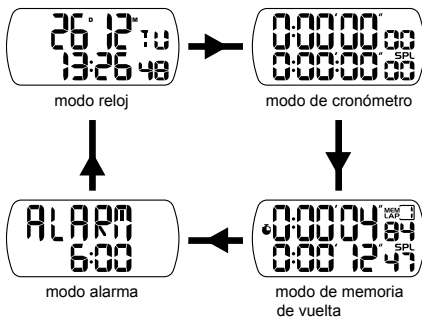 26 D 12 M TU
13:26 48
modo reloj
0:00'00" 00
SPL
0:00:00 00
modo de cronómetro
ALARM
6:00
modo alarma
0:00'04" 84 MEM LAP 1
SPL
0:00'12" 47
modo de memoria
de vuelta